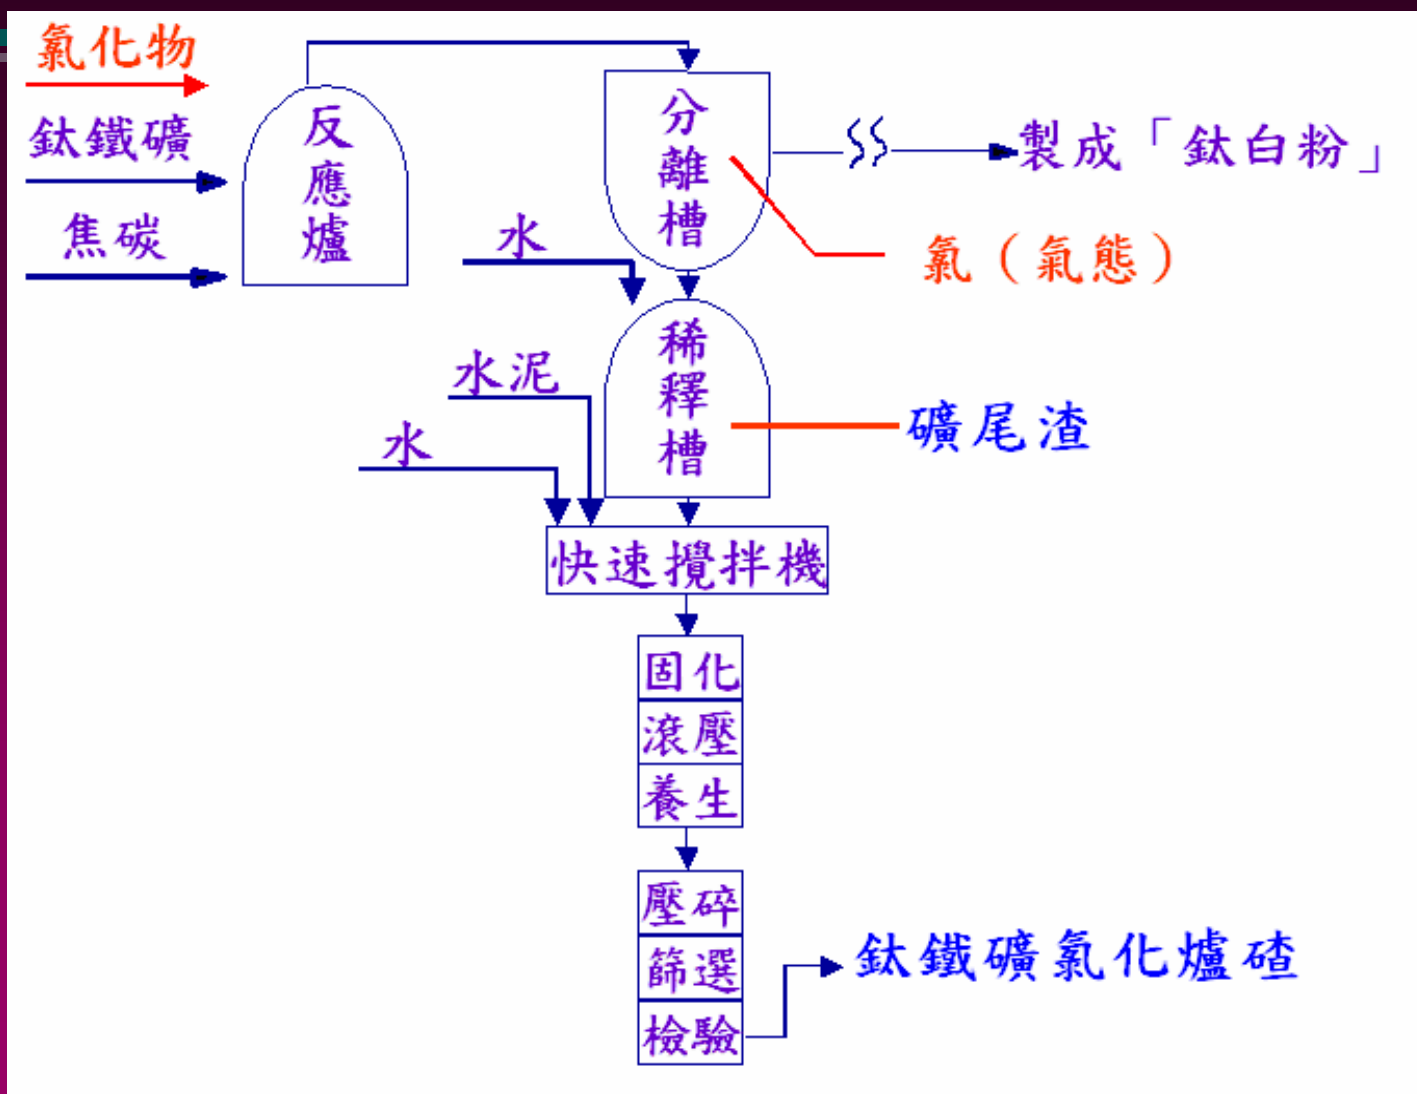 氯化物
鈦鐵礦
焦碳
反應爐
分離槽
製成「鈦白粉」
氯（氣態）
水
稀釋槽
水泥
水
礦尾渣
快速攪拌機
固化
滾壓
養生
壓碎
篩選
檢驗
鈦鐵礦氯化爐碴